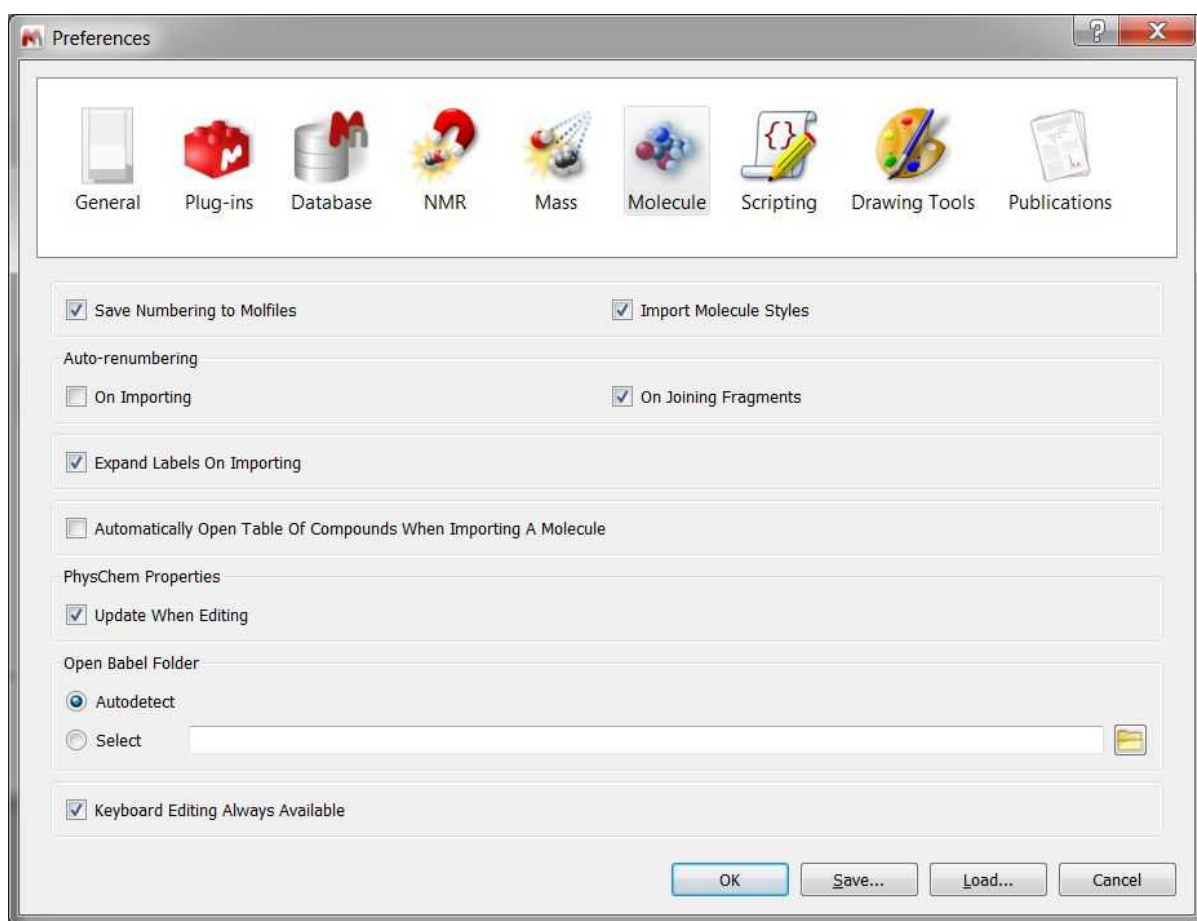 Preferences
General Plug-ins Database NMR Mass Molecule Scripting Drawing Tools Publications
Save Numbering to Molfiles Import Molecule Styles
Auto-renumbering
On Importing On Joining Fragments
Expand Labels On Importing
Automatically Open Table Of Compounds When Importing A Molecule
PhysChem Properties
Update When Editing
Open Babel Folder
Autodetect
Select
Keyboard Editing Always Available
OK Save... Load... Cancel